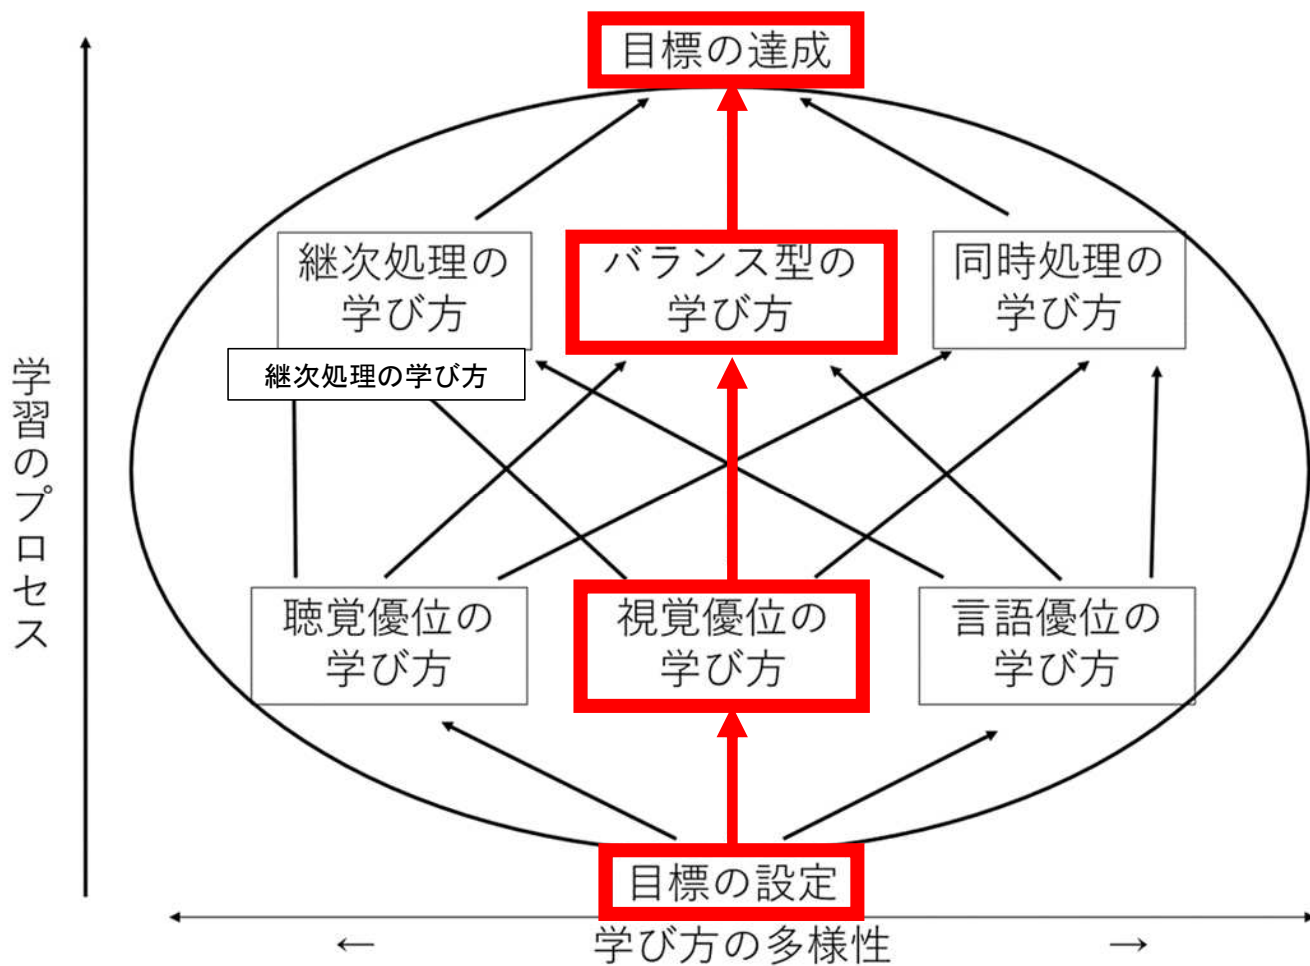 目標の達成
継次処理の
学び方
バランス型の
学び方
同時処理の
学び方
継次処理の学び方
学習のプロセス
聴覚優位の
学び方
視覚優位の
学び方
言語優位の
学び方
目標の設定
← 学び方の多様性 →